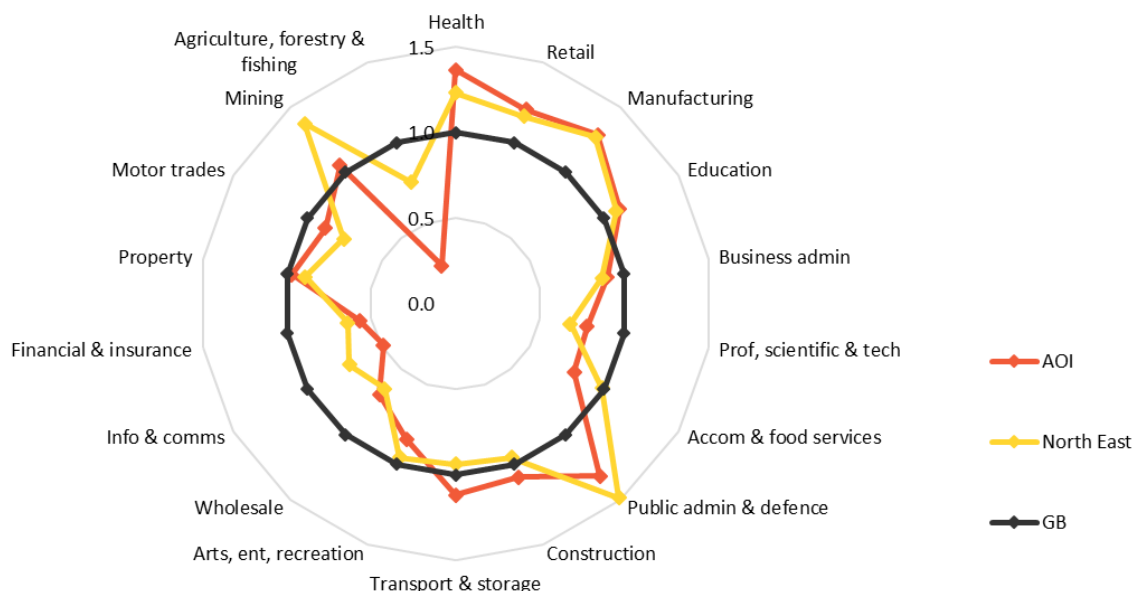 Health
Retail
Manufacturing
Education
Business admin
Prof, scientific & tech
Accom & food services
Public admin & defence
Construction
Transport & storage
Arts, ent, recreation
Wholesale
Info & comms
Financial & insurance
Property
Motor trades
Mining
Agriculture, forestry &
fishing
1.5
1.0
0.5
0.0
AOI
North East
GB